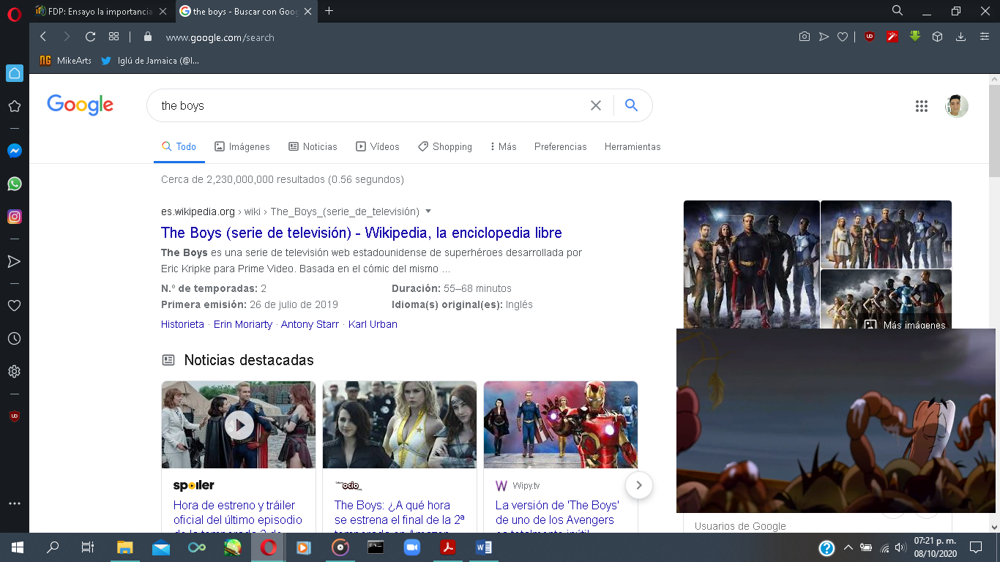 FDP: Ensayo la importancia
the boys - Buscar con Goog
www.google.com/search
MikeArts
Iglú de Jamaica (@I...
Google
the boys
Todo
Imágenes
Noticias
Vídeos
Shopping
Más
Preferencias
Herramientas
Cerca de 2,230,000,000 resultados (0.56 segundos)
es.wikipedia.org › wiki › The_Boys_(serie_de_televisión)
The Boys (serie de televisión) - Wikipedia, la enciclopedia libre
The Boys es una serie de televisión web estadounidense de superhéroes desarrollada por
Eric Kripke para Prime Video. Basada en el cómic del mismo ...
N.º de temporadas: 2
Duración: 55–68 minutos
Primera emisión: 26 de julio de 2019
Idioma(s) original(es): Inglés
Historieta · Erin Moriarty · Antony Starr · Karl Urban
Más imágenes
Noticias destacadas
spoiler
Hora de estreno y tráiler
oficial del último episodio
de la temporada 2 de
ocio
The Boys: ¿A qué hora
se estrena el final de la 2ª
temporada en Amazon
Wipy.tv
La versión de 'The Boys'
de uno de los Avengers
es totalmente inútil
Usuarios de Google
07:21 p. m.
08/10/2020